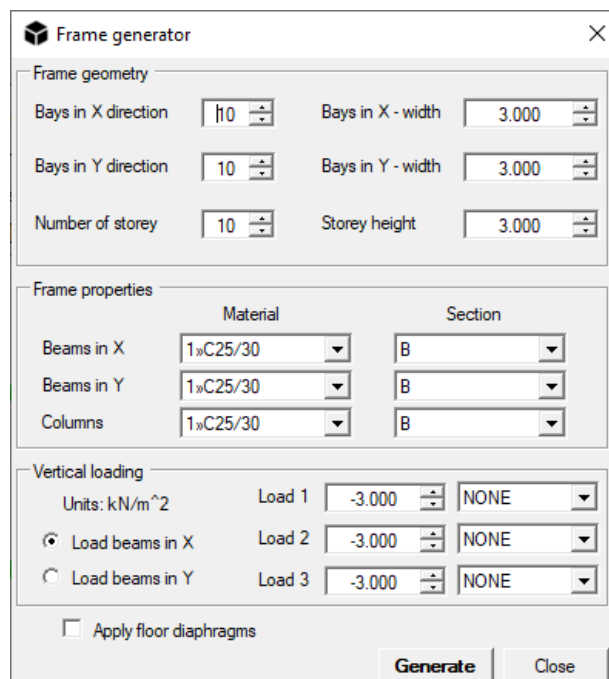 Frame generator
Frame geometry
Bays in X direction 10 Bays in X - width 3.000
Bays in Y direction 10 Bays in Y - width 3.000
Number of storey 10 Storey height 3.000
Frame properties
Material Section
Beams in X 1»C25/30 B
Beams in Y 1»C25/30 B
Columns 1»C25/30 B
Vertical loading
Units: kN/m^2 Load 1 -3.000 NONE
Load beams in X Load 2 -3.000 NONE
Load beams in Y Load 3 -3.000 NONE
Apply floor diaphragms
Generate Close